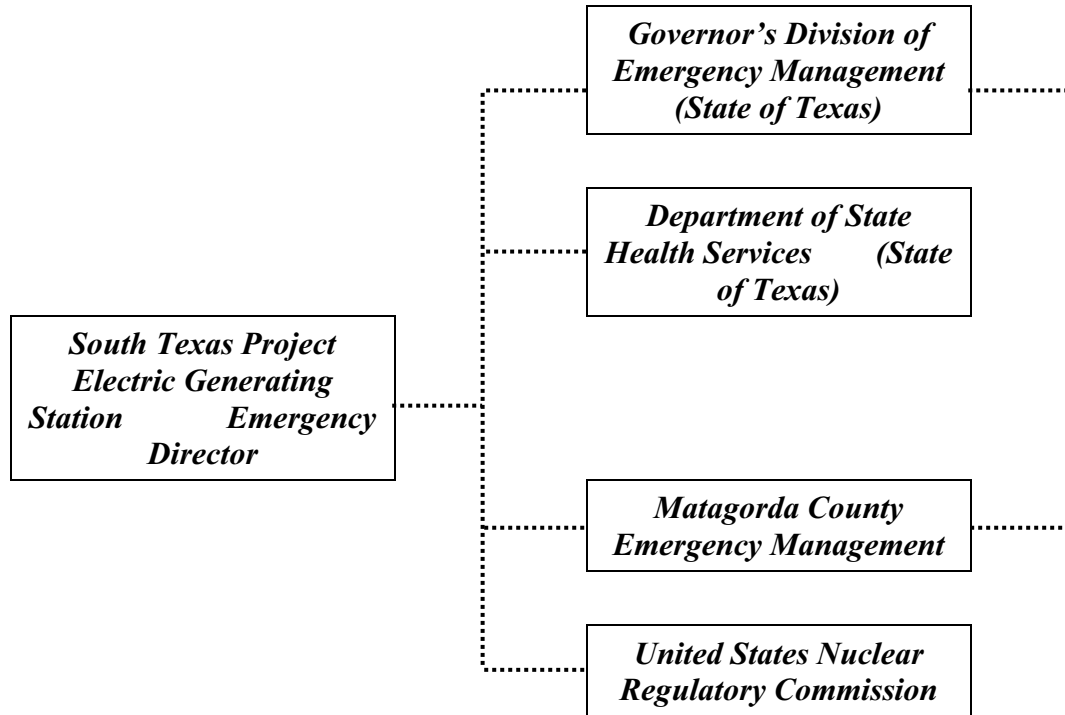 Governor’s Division of
Emergency Management
(State of Texas)
Department of State
Health Services (State
of Texas)
South Texas Project
Electric Generating
Station Emergency
Director
Matagorda County
Emergency Management
United States Nuclear
Regulatory Commission